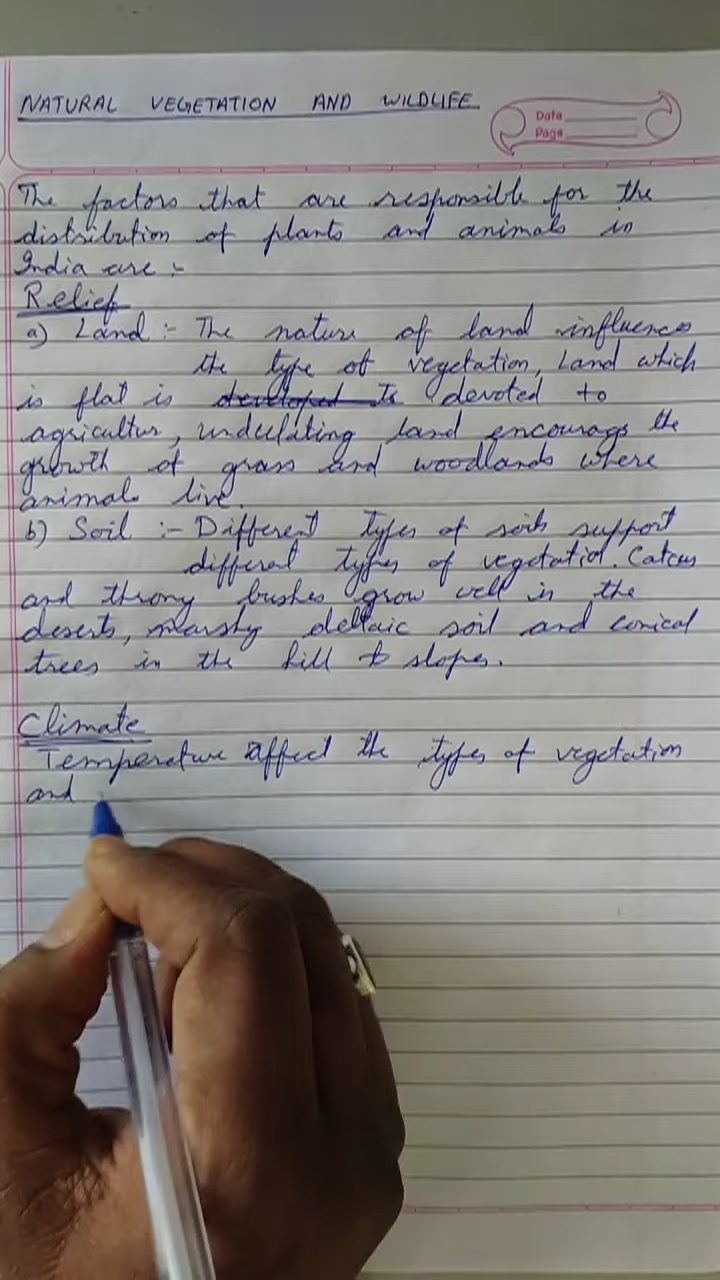 NATURAL VEGETATION AND WILDLIFE
Date
Page
The factors that are responsible for the
distribution of plants and animals in
India are :-
Relief
a) Land :- The nature of land influences
the type of vegetation, Land which
is flat is developed Is devoted to
agricultur, undulating land encourags the
growth of grass and woodlands where
animals live.
b) Soil :- Different types of soils support
different types of vegetation. Catcus
and throny bushes grow well in the
deserts, marshy deltaic soil and conical
trees in the hill slopes.
Climate
Temperature affect the types of vegetation
and